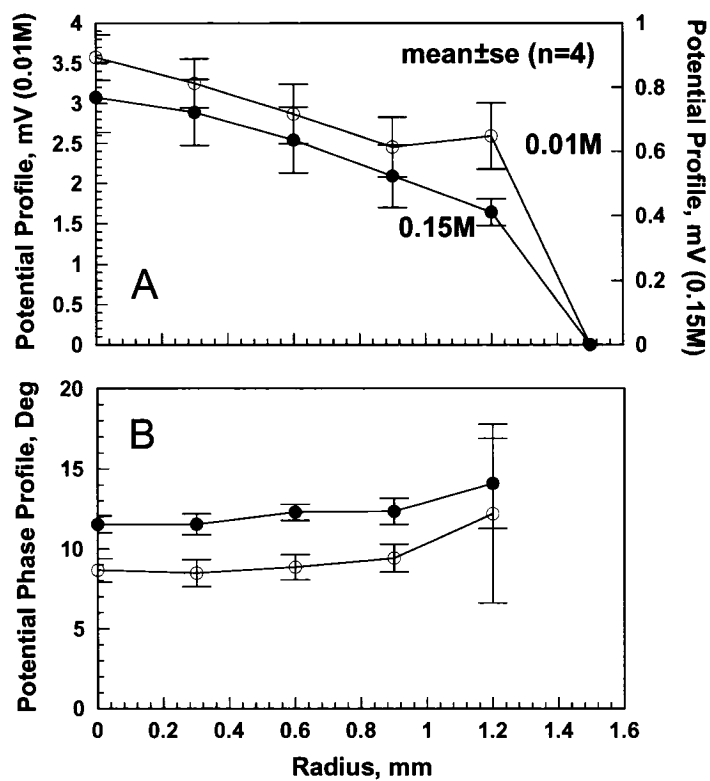 Potential Profile, mV (0.01M)
4
3.5
3
2.5
2
1.5
1
0.5
0
mean±se (n=4)
0.01M
0.15M
A
1
0.8
0.6
0.4
0.2
0
Potential Profile, mV (0.15M)
Potential Phase Profile, Deg
20
15
10
5
0
B
0 0.2 0.4 0.6 0.8 1 1.2 1.4 1.6
Radius, mm